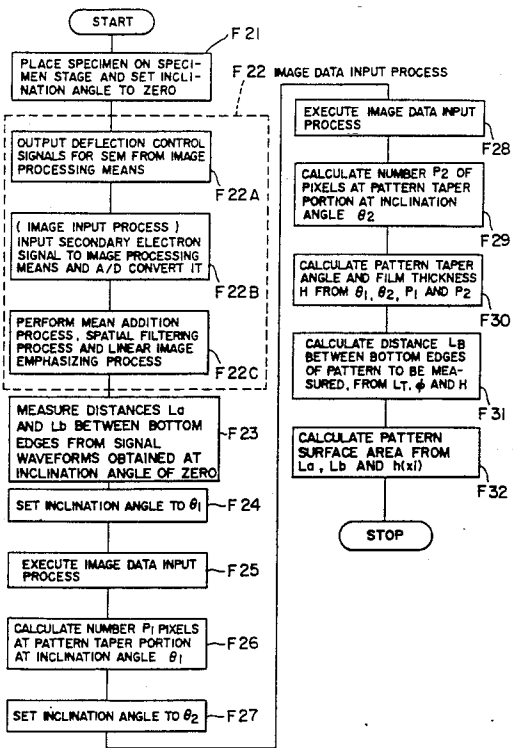 START
F21
PLACE SPECIMEN ON SPECI-
MEN STAGE AND SET INCLI-
NATION ANGLE TO ZERO
F22 IMAGE DATA INPUT PROCESS
OUTPUT DEFLECTION CONTROL
SIGNALS FOR SEM FROM IMAGE
PROCESSING MEANS
F22A
( IMAGE INPUT PROCESS )
INPUT SECONDARY ELECTRON
SIGNAL TO IMAGE PROCESSING
MEANS AND A/D CONVERT IT
F22B
PERFORM MEAN ADDITION
PROCESS, SPATIAL FILTERING
PROCESS AND LINEAR IMAGE
EMPHASIZING PROCESS
F22C
MEASURE DISTANCES La
AND Lb BETWEEN BOTTOM
EDGES FROM SIGNAL
WAVEFORMS OBTAINED AT
INCLINATION ANGLE OF ZERO
F23
SET INCLINATION ANGLE TO θ1
F24
EXECUTE IMAGE DATA INPUT
PROCESS
F25
CALCULATE NUMBER P1 PIXELS
AT PATTERN TAPER PORTION
AT INCLINATION ANGLE θ1
F26
SET INCLINATION ANGLE TO θ2
F27
EXECUTE IMAGE DATA INPUT
PROCESS
F28
CALCULATE NUMBER P2 OF
PIXELS AT PATTERN TAPER
PORTION AT INCLINATION
ANGLE θ2
F29
CALCULATE PATTERN TAPER
ANGLE AND FILM THICKNESS
H FROM θ1, θ2, P1 AND P2
F30
CALCULATE DISTANCE LB
BETWEEN BOTTOM EDGES
OF PATTERN TO BE MEA-
SURED, FROM LT, ϕ AND H
F31
CALCULATE PATTERN
SURFACE AREA FROM
La, Lb AND h(xi)
F32
STOP